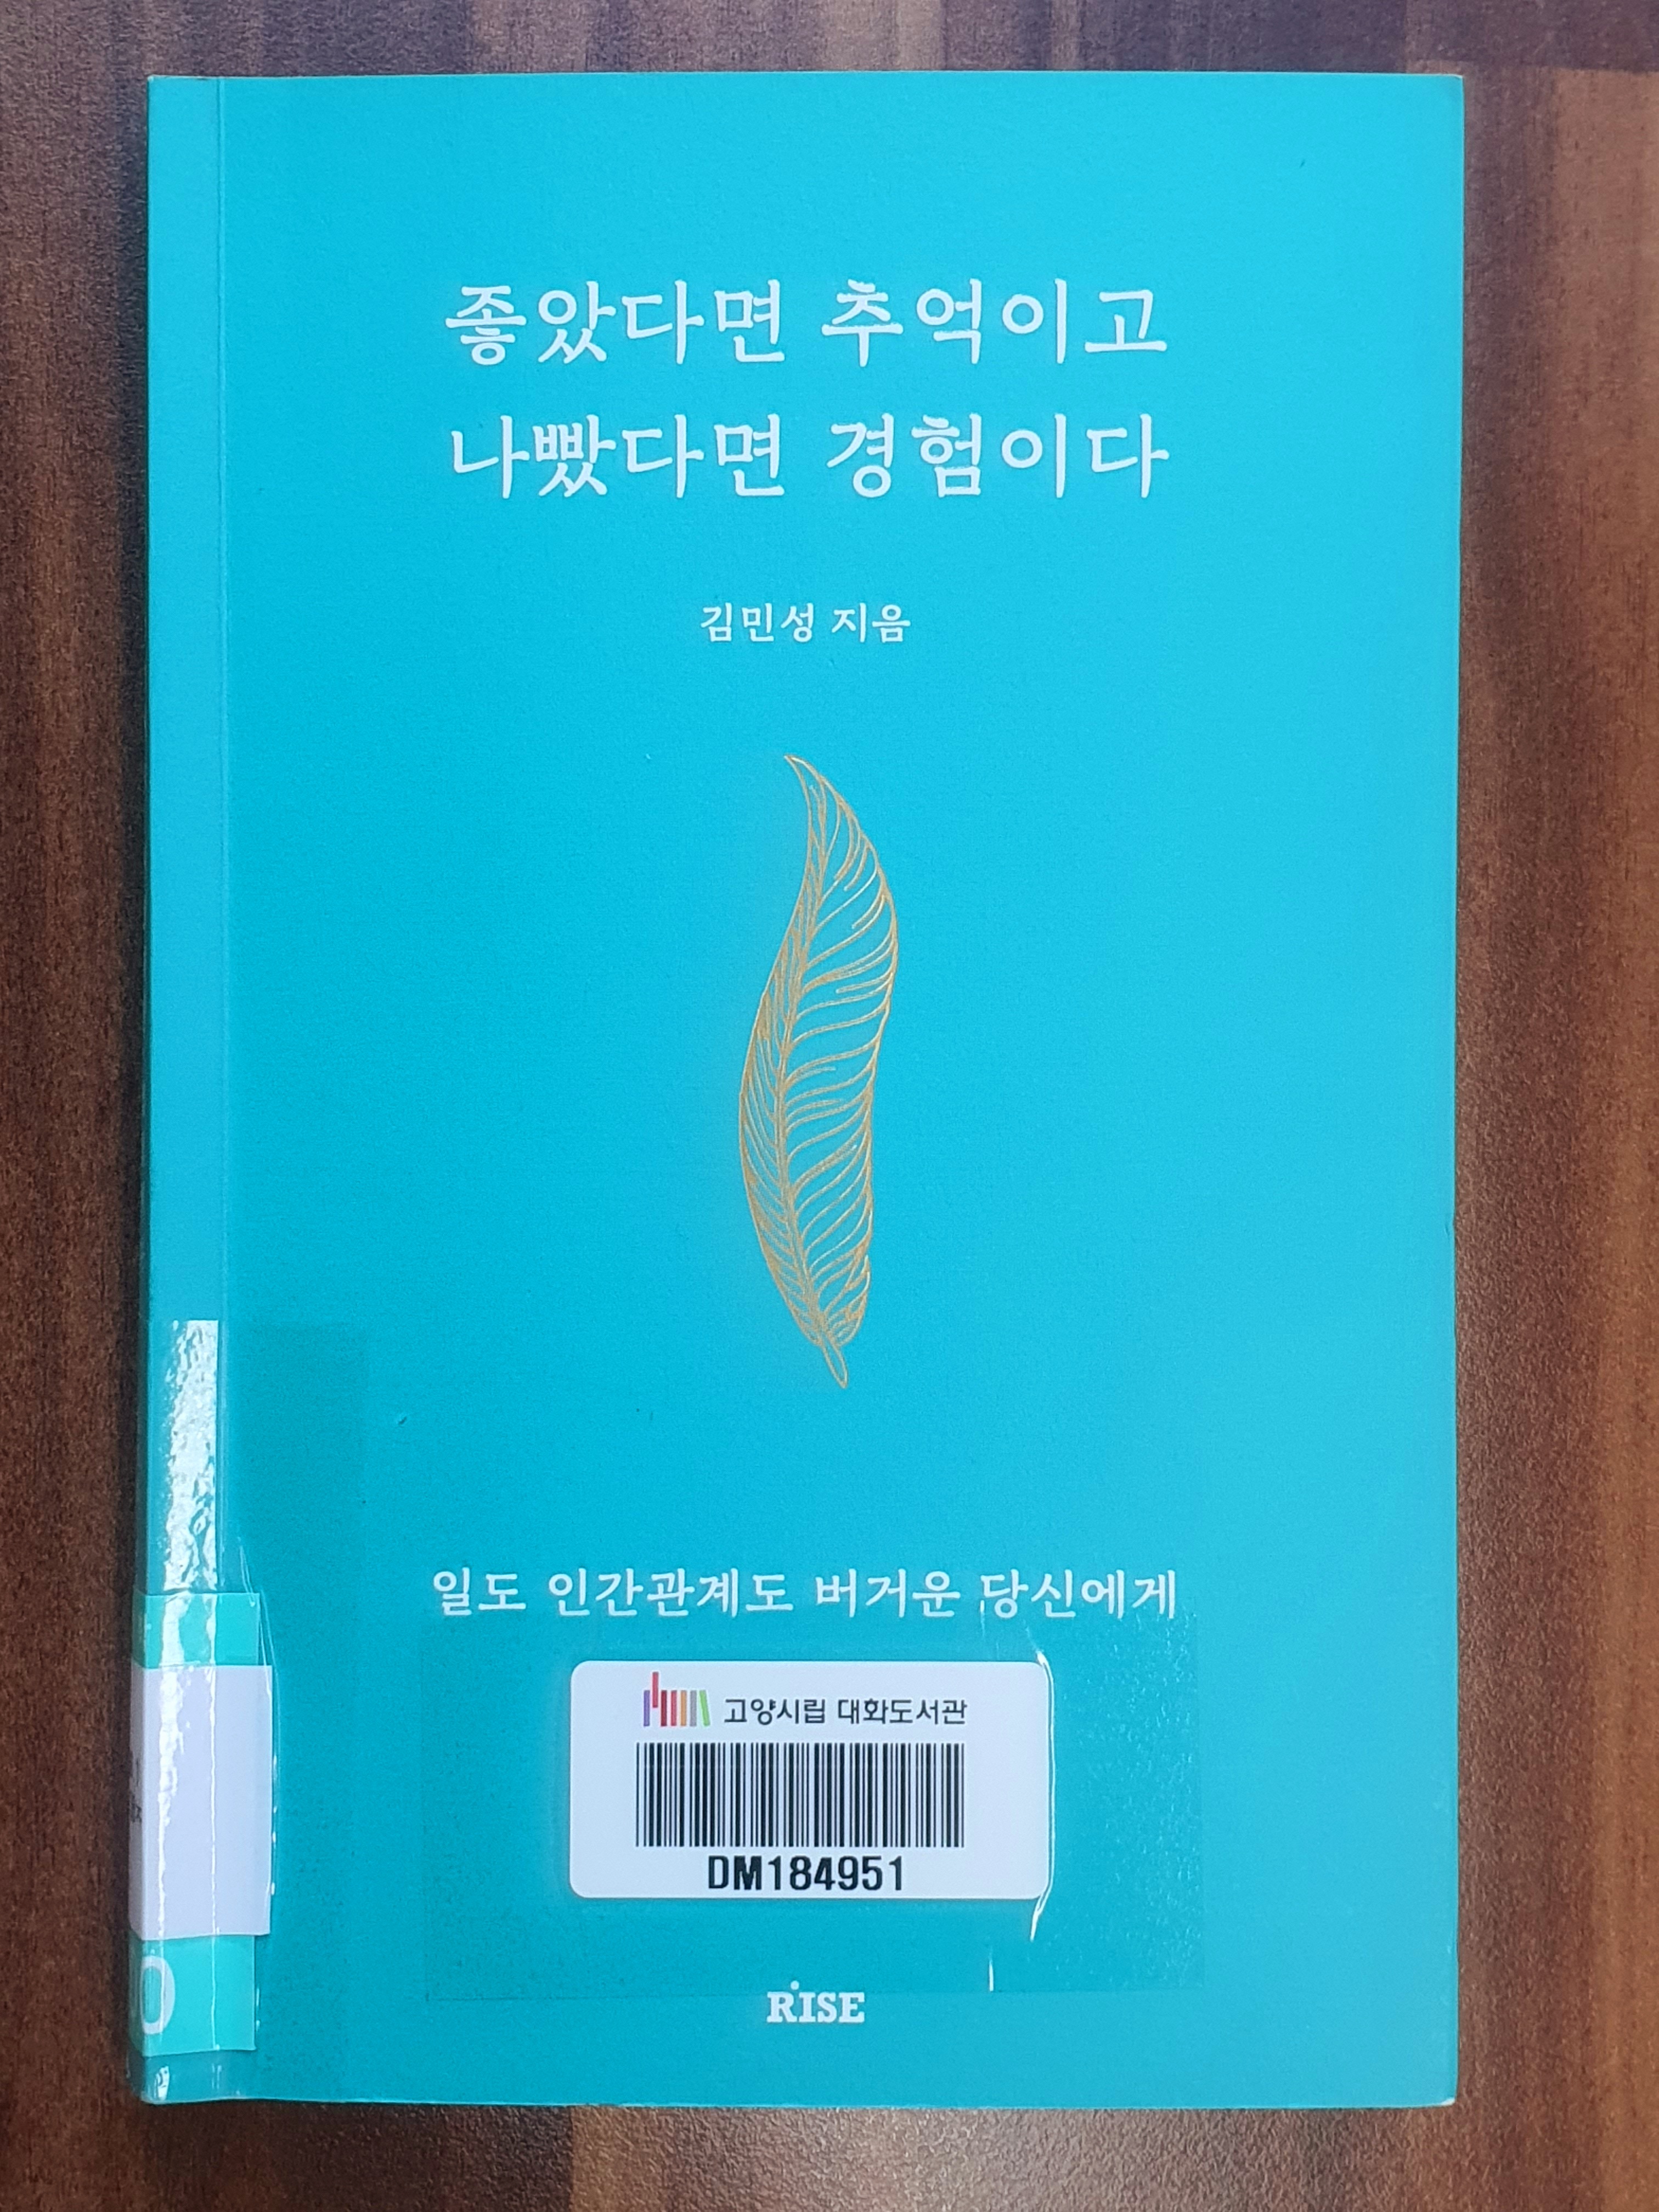 좋았다면 추억이고
나빴다면 경험이다
김민성 지음
일도 인간관계도 버거운 당신에게
고양시립 대화도서관
DM184951
RISE
0